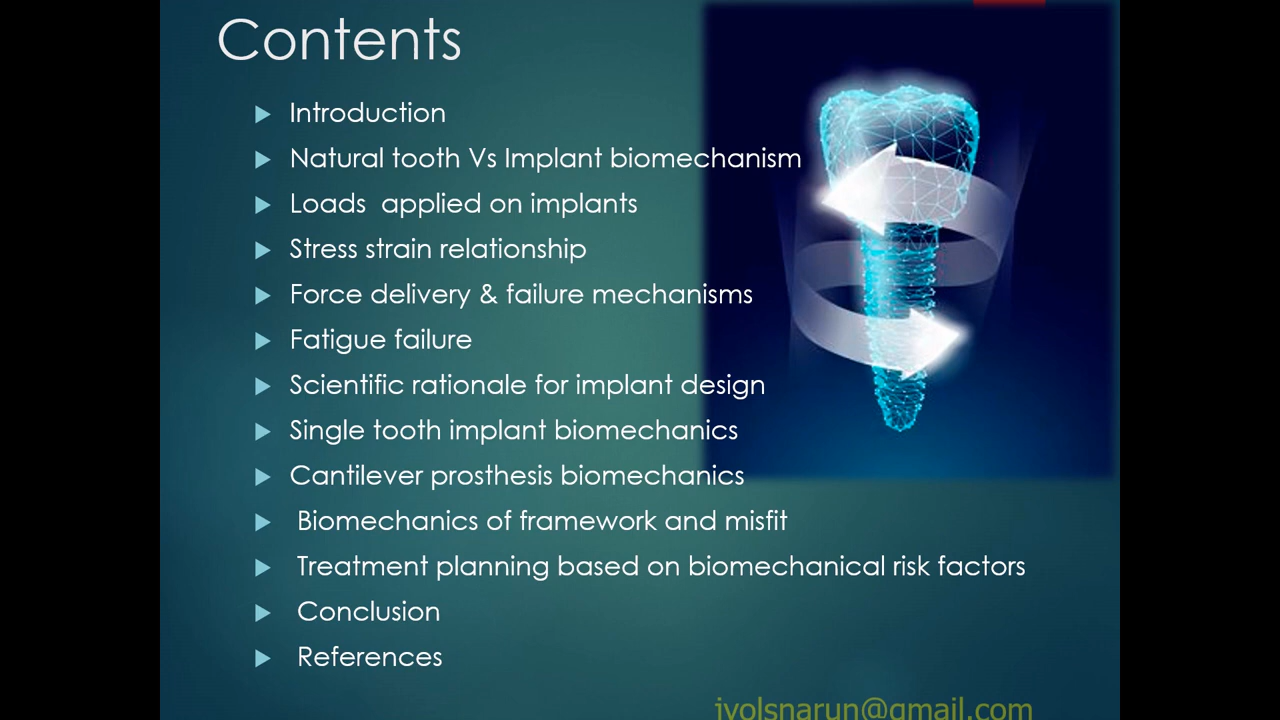 Contents
Introduction
Natural tooth Vs Implant biomechanism
Loads  applied on implants
Stress strain relationship
Force delivery & failure mechanisms
Fatigue failure
Scientific rationale for implant design
Single tooth implant biomechanics
Cantilever prosthesis biomechanics
Biomechanics of framework and misfit
Treatment planning based on biomechanical risk factors
Conclusion
References
ivolsnarun@gmail.com